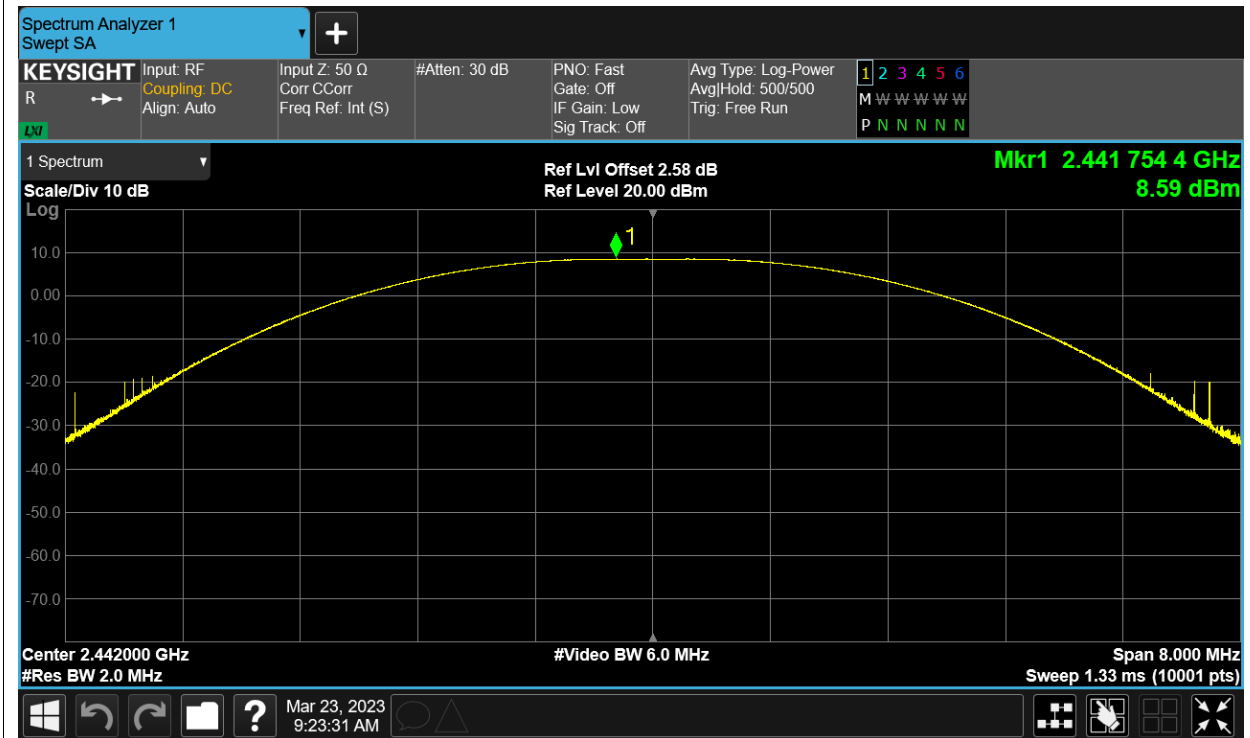 Spectrum Analyzer 1
Swept SA
KEYSIGHT
R
LXI
Input: RF
Coupling: DC
Align: Auto
Input Z: 50 Ω
Corr CCorr
Freq Ref: Int (S)
#Atten: 30 dB
PNO: Fast
Gate: Off
IF Gain: Low
Sig Track: Off
Avg Type: Log-Power
Avg|Hold: 500/500
Trig: Free Run
1 2 3 4 5 6
M W W W W W
P N N N N N
1 Spectrum
Scale/Div 10 dB
Log
Ref Lvl Offset 2.58 dB
Ref Level 20.00 dBm
Mkr1 2.441 754 4 GHz
8.59 dBm
1
10.0
0.00
-10.0
-20.0
-30.0
-40.0
-50.0
-60.0
-70.0
Center 2.442000 GHz
#Res BW 2.0 MHz
#Video BW 6.0 MHz
Span 8.000 MHz
Sweep 1.33 ms (10001 pts)
?
Mar 23, 2023
9:23:31 AM